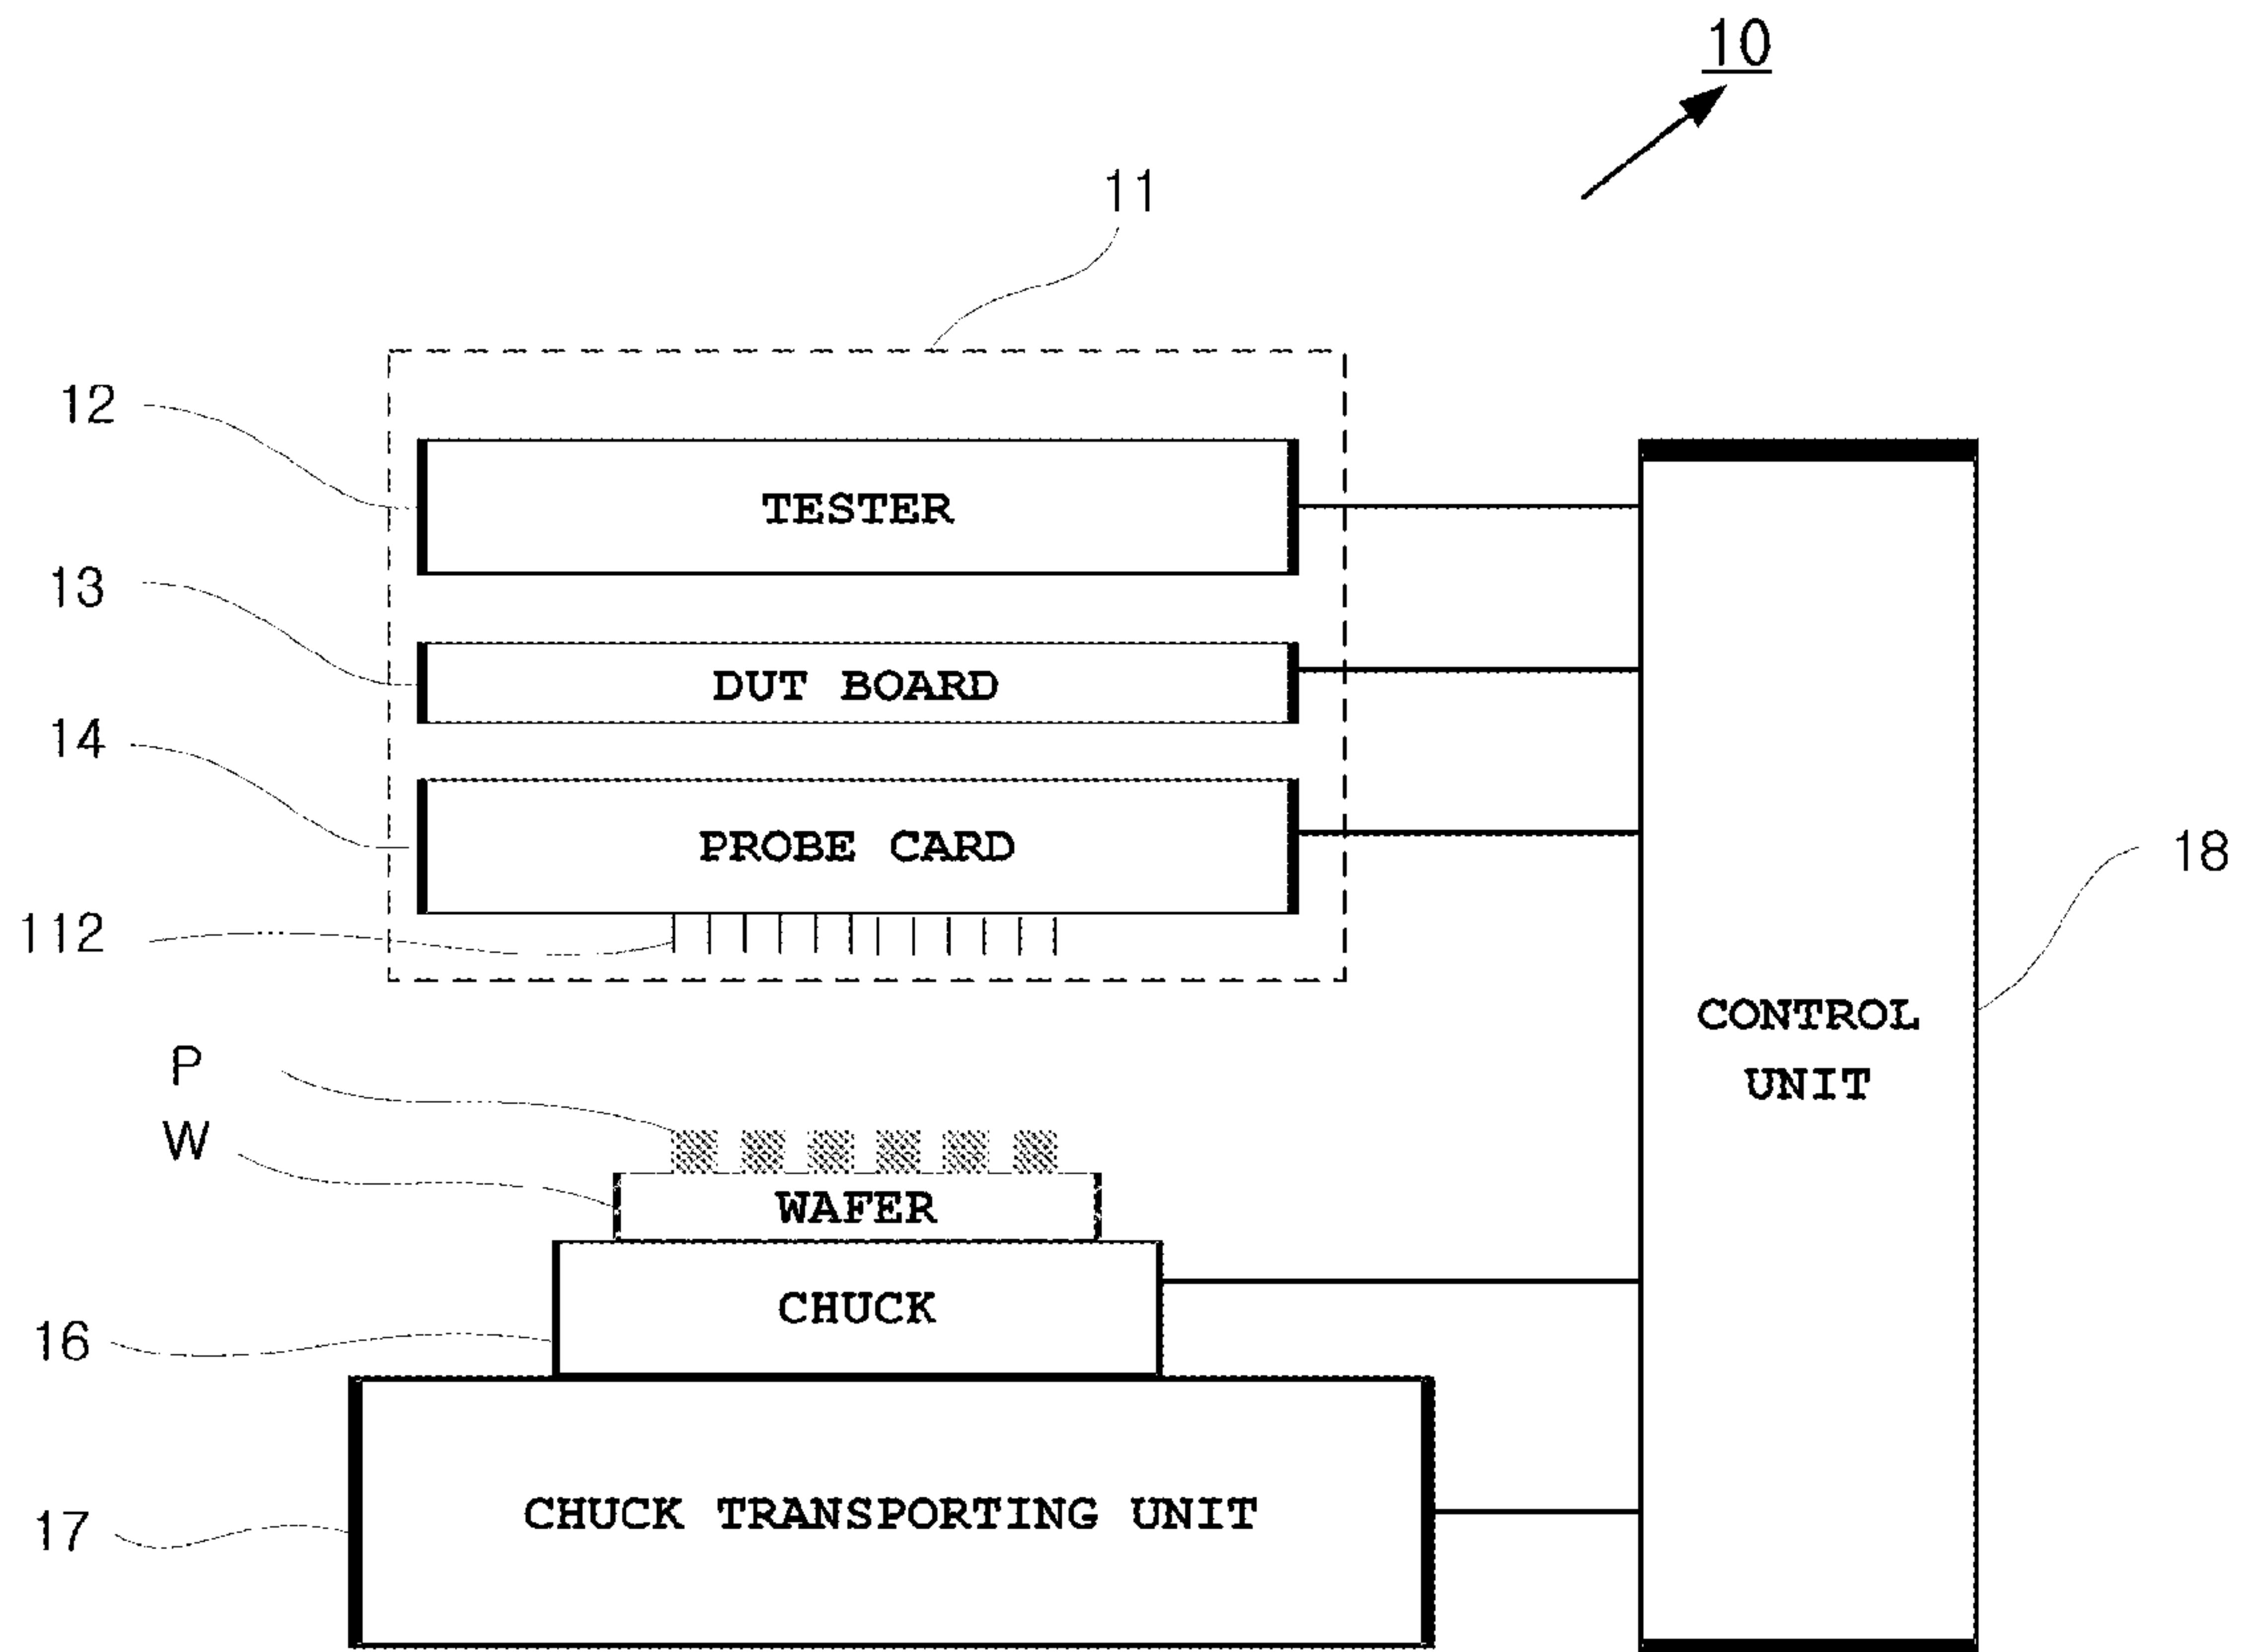 10
11
12
TESTER
13
DUT BOARD
14
PROBE CARD
18
112
CONTROL
UNIT
P
W
WAFER
CHUCK
16
CHUCK TRANSPORTING UNIT
17